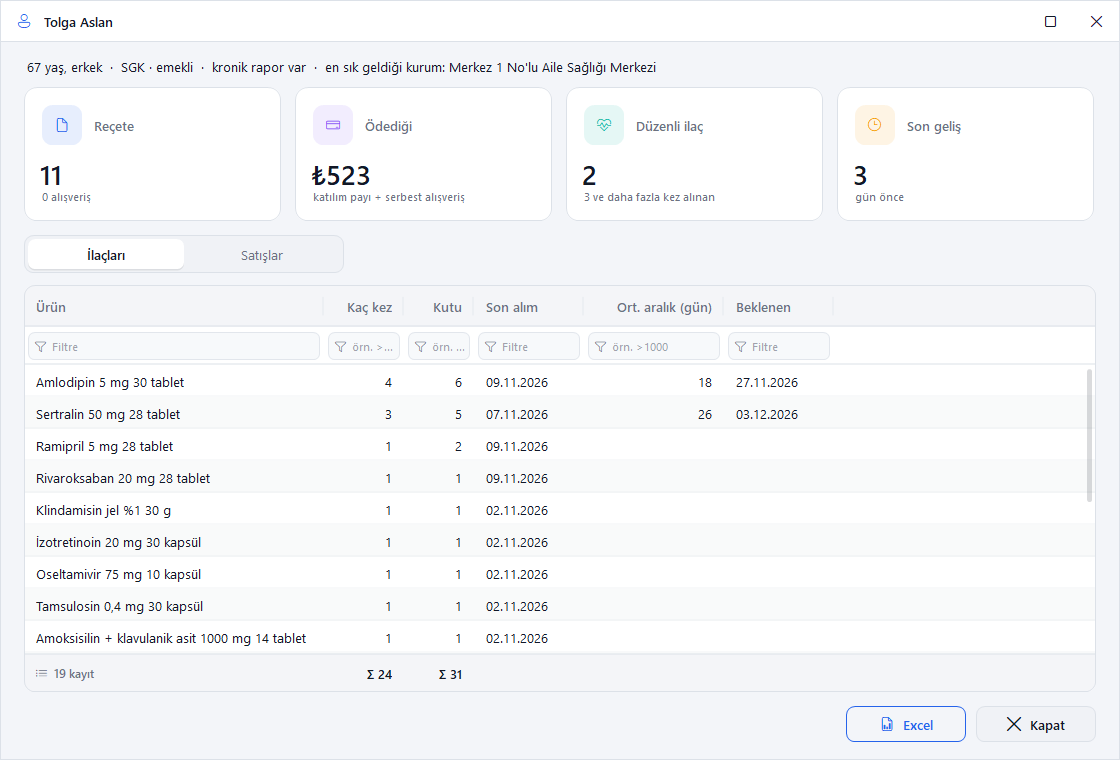 Tolga Aslan
67 yaş, erkek · SGK · emekli · kronik rapor var · en sık geldiği kurum: Merkez 1 No'lu Aile Sağlığı Merkezi
Reçete
11
0 alışveriş
Ödediği
₺523
katılım payı + serbest alışveriş
Düzenli ilaç
2
3 ve daha fazla kez alınan
Son geliş
3
gün önce
İlaçları Satışlar
Ürün Kaç kez Kutu Son alım Ort. aralık (gün) Beklenen
Filtre örn. >... örn. ... Filtre örn. >1000 Filtre
Amlodipin 5 mg 30 tablet 4 6 09.11.2026 18 27.11.2026
Sertralin 50 mg 28 tablet 3 5 07.11.2026 26 03.12.2026
Ramipril 5 mg 28 tablet 1 2 09.11.2026
Rivaroksaban 20 mg 28 tablet 1 1 09.11.2026
Klindamisin jel %1 30 g 1 1 02.11.2026
İzotretinoin 20 mg 30 kapsül 1 1 02.11.2026
Oseltamivir 75 mg 10 kapsül 1 1 02.11.2026
Tamsulosin 0,4 mg 30 kapsül 1 1 02.11.2026
Amoksisilin + klavulanik asit 1000 mg 14 tablet 1 1 02.11.2026
19 kayıt Σ 24 Σ 31
Excel Kapat